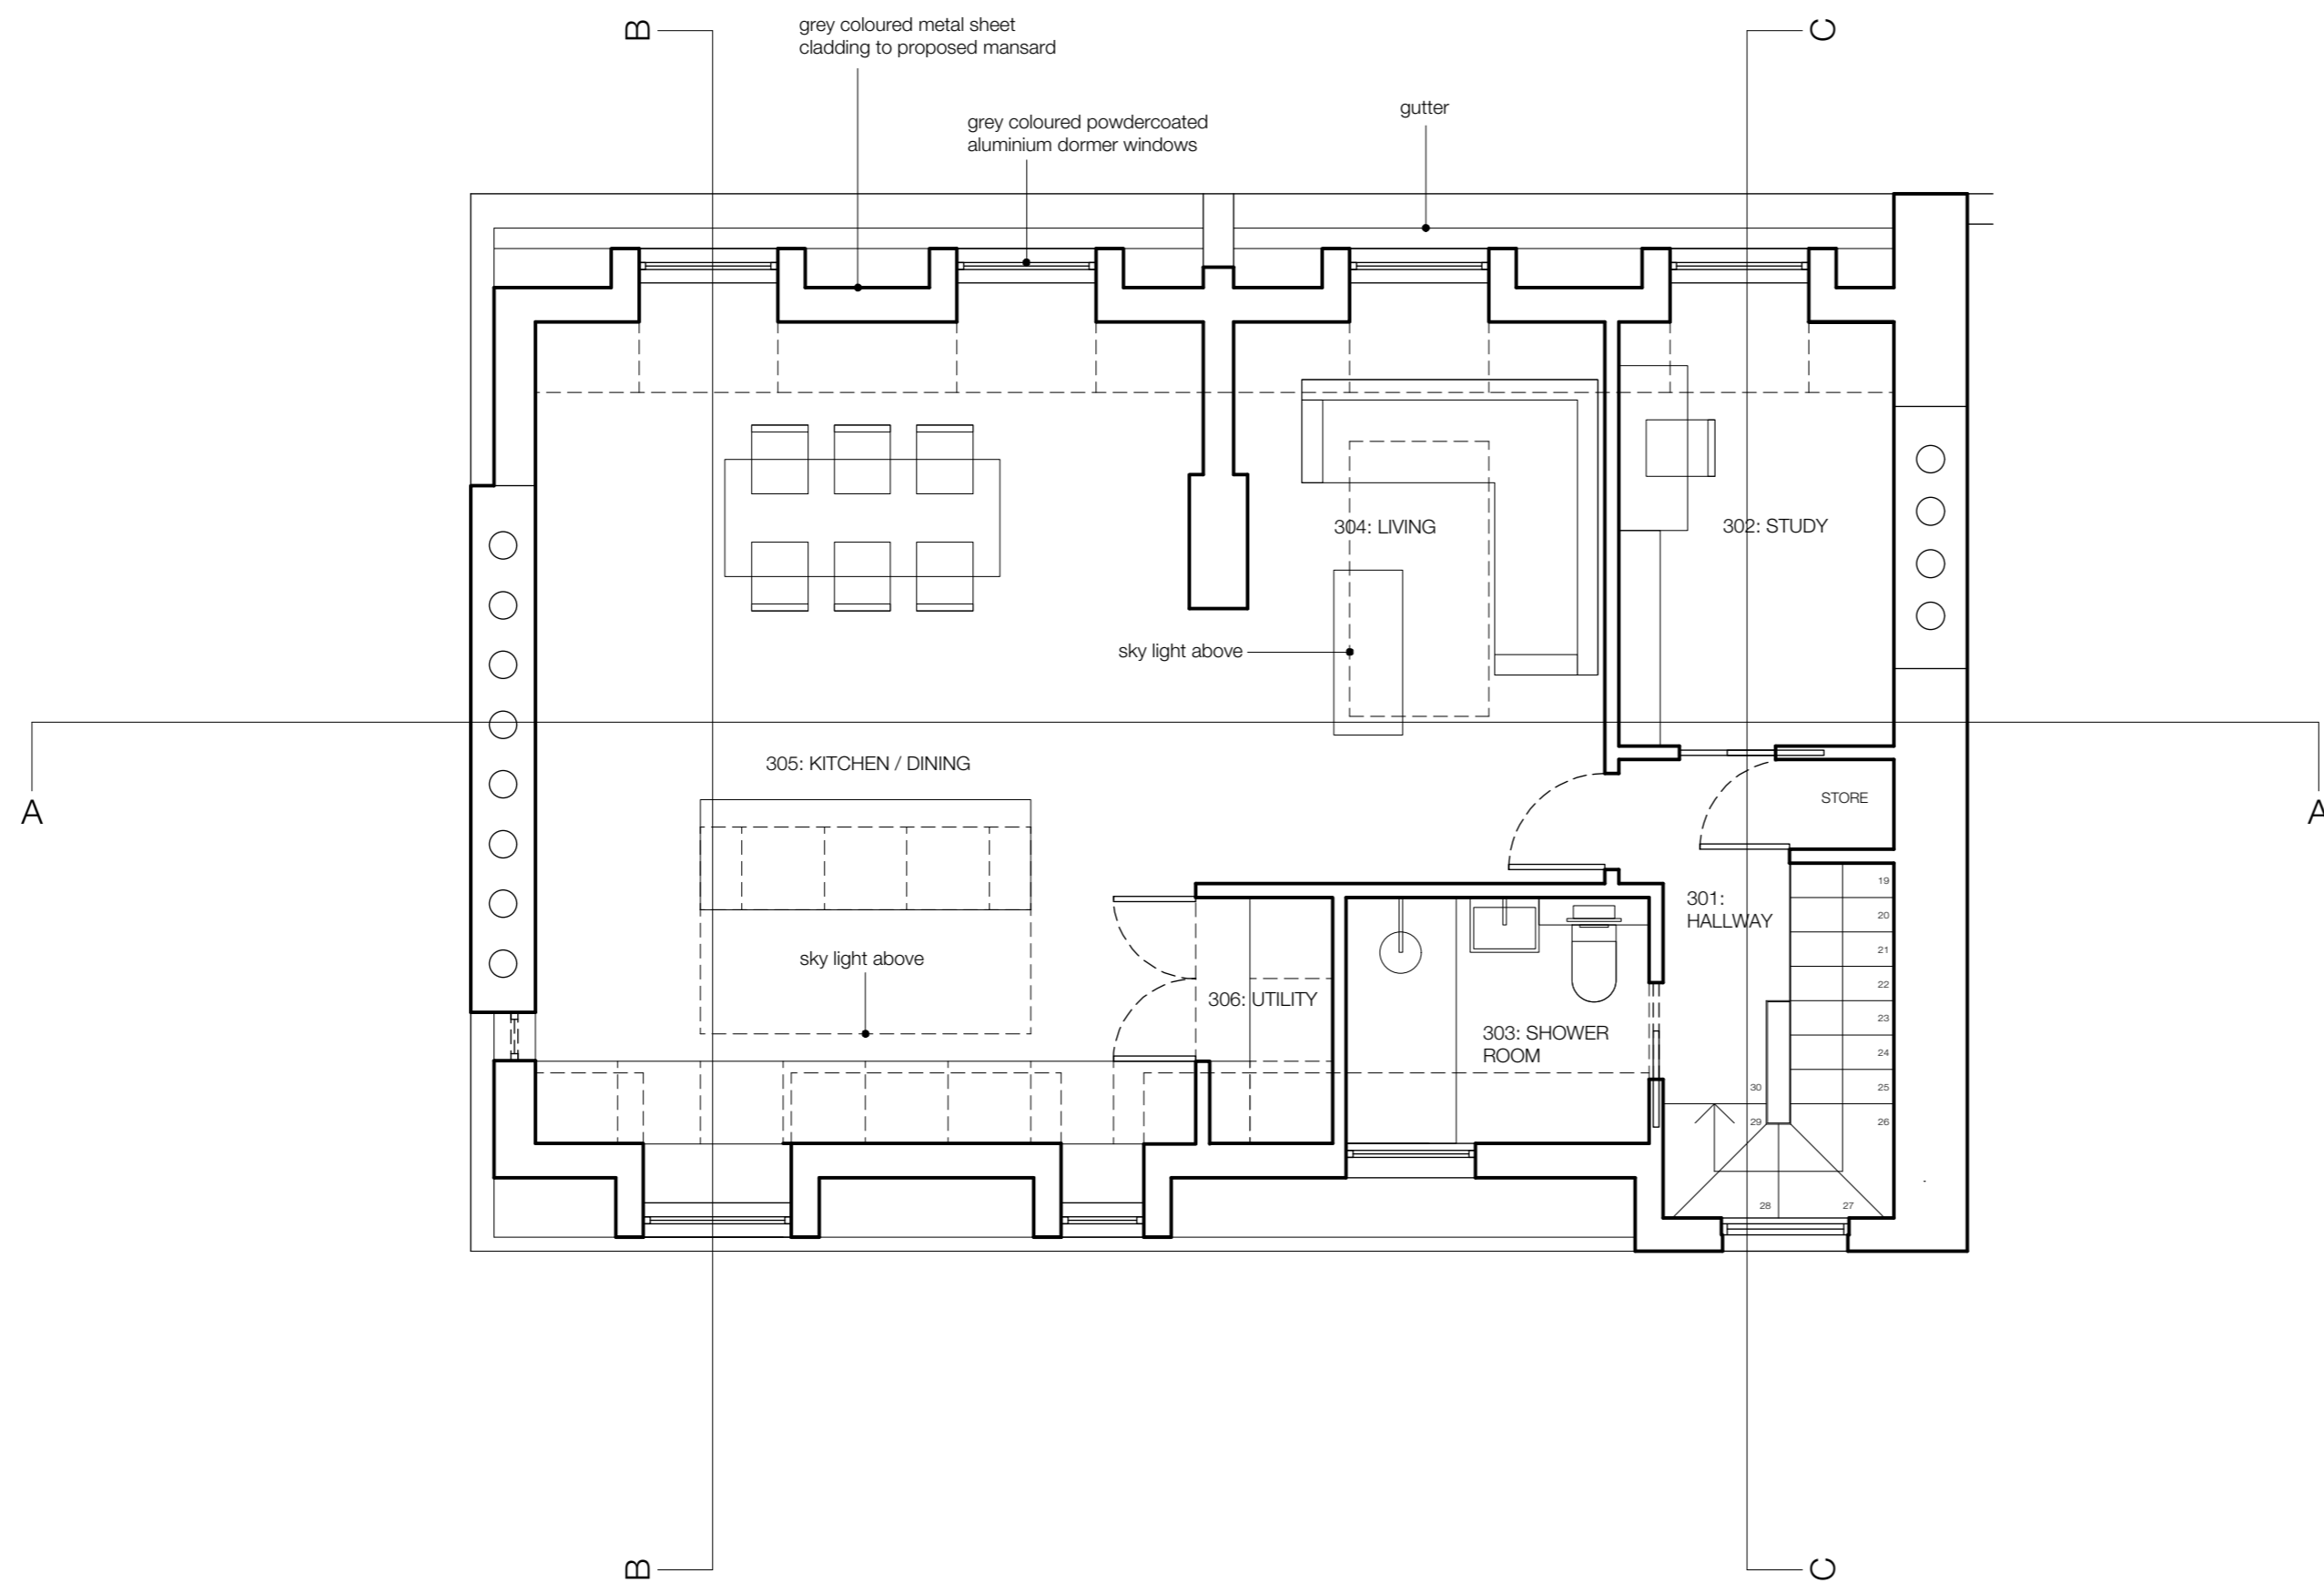 B
grey coloured metal sheet
cladding to proposed mansard
C
gutter
grey coloured powdercoated
aluminium dormer windows
304: LIVING
302: STUDY
sky light above
305: KITCHEN / DINING
A
A
STORE
301:
HALLWAY
19
20
21
22
23
24
25
26
27
28
29
30
sky light above
306: UTILITY
303: SHOWER
ROOM
B
C